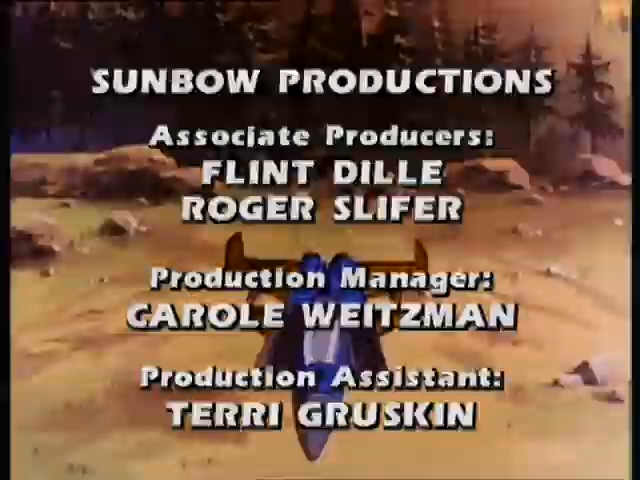 SUNBOW PRODUCTIONS
Associate Producers:
FLINT DILLE
ROGER SLIFER
Production Manager:
CAROLE WEITZMAN
Production Assistant:
TERRI GRUSKIN